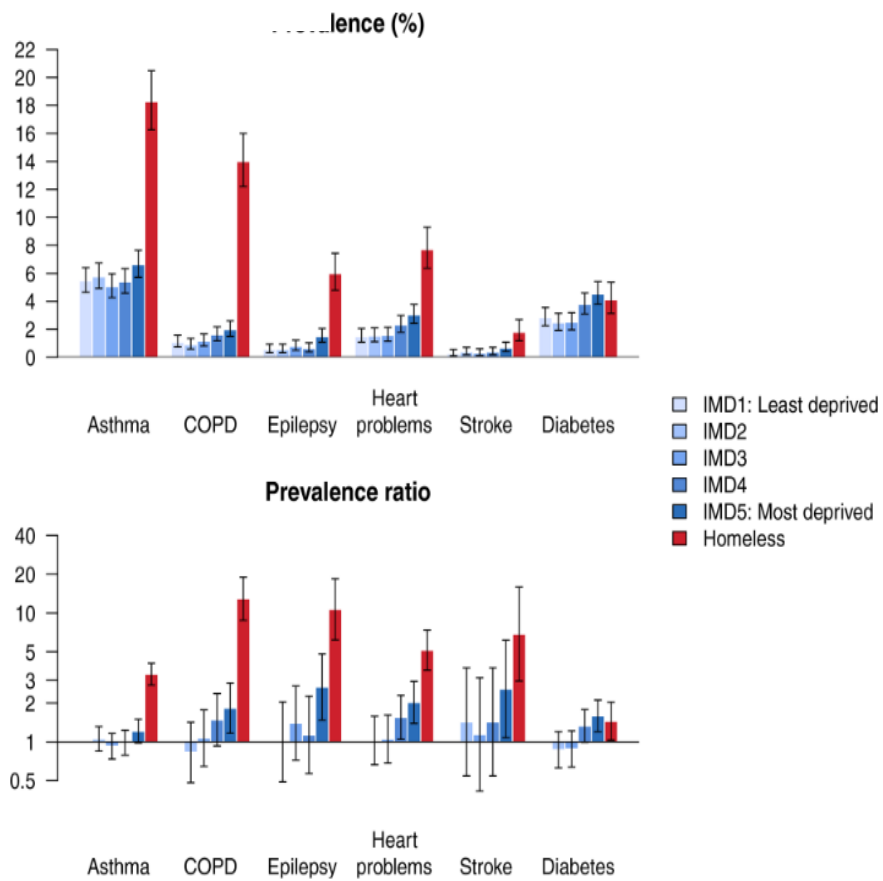 Prevalence (%)
22
20
18
16
14
12
10
8
6
4
2
0
Asthma COPD Epilepsy Heart problems Stroke Diabetes
IMD1: Least deprived
IMD2
IMD3
IMD4
IMD5: Most deprived
Homeless
Prevalence ratio
40
20
10
5
3
2
1
0.5
Asthma COPD Epilepsy Heart problems Stroke Diabetes